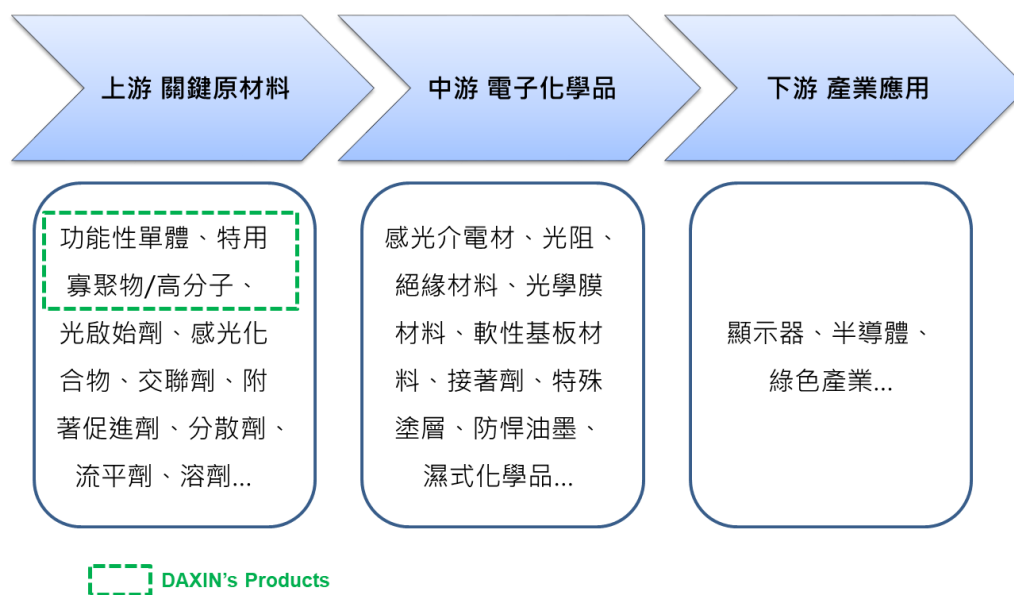 上游 關鍵原材料
中游 電子化學品
下游 產業應用
功能性單體、特用
寡聚物/高分子、
光啟始劑、感光化
合物、交聯劑、附
著促進劑、分散劑、
流平劑、溶劑...
感光介電材、光阻、
絕緣材料、光學膜
材料、軟性基板材
料、接著劑、特殊
塗層、防悍油墨、
濕式化學品...
顯示器、半導體、
綠色產業...
DAXIN's Products